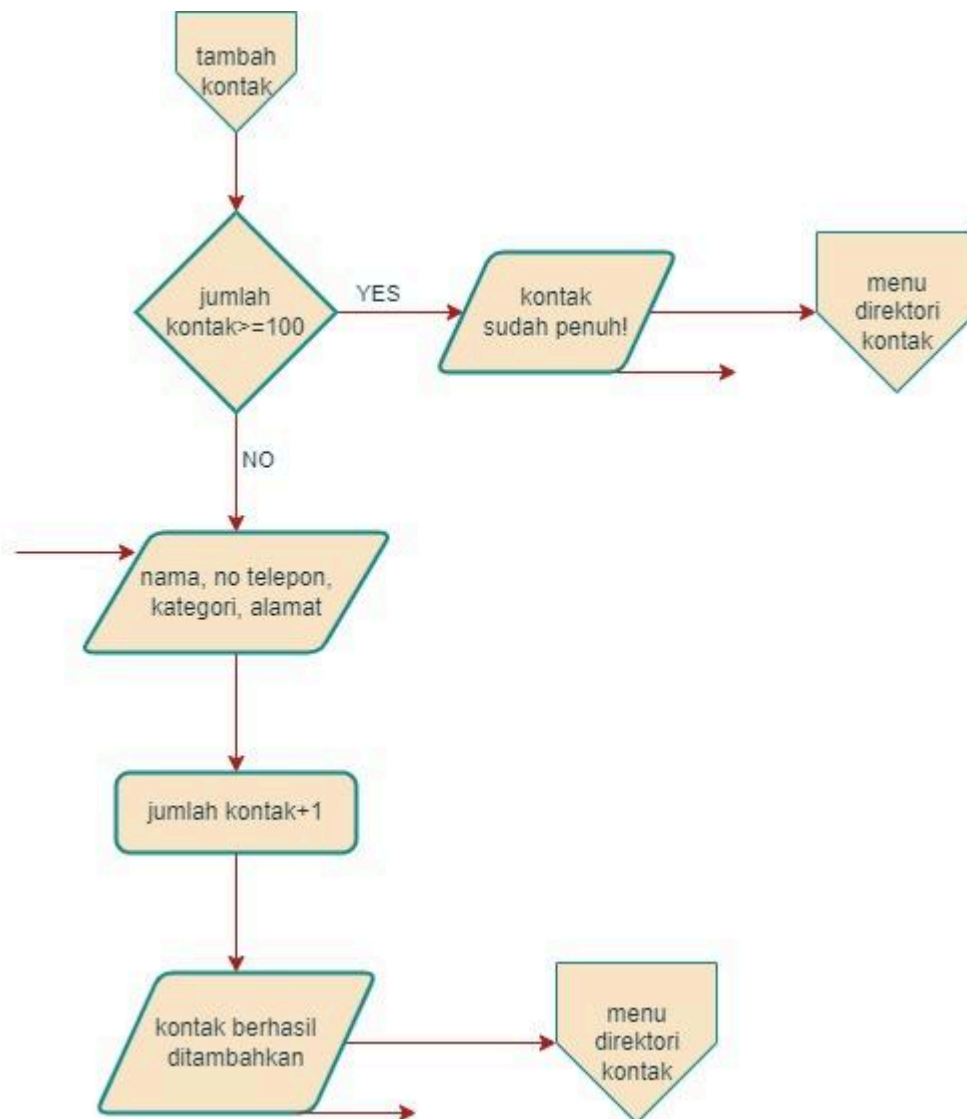 tambah
kontak
jumlah
kontak>=100
YES
kontak
sudah penuh!
menu
direktori
kontak
NO
nama, no telepon,
kategori, alamat
jumlah kontak+1
kontak berhasil
ditambahkan
menu
direktori
kontak